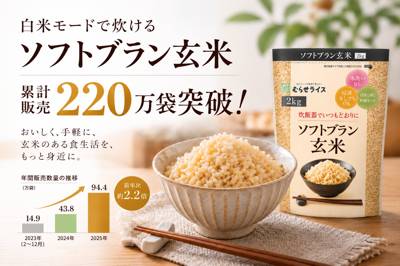 白米モードで炊ける
ソフトブラン玄米
累計
販売
220万袋突破!
おいしく、手軽に、
玄米のある食生活を、
もっと身近に。
年間販売数量の推移
(万袋)
前年比
約2.2倍
14.9
43.8
94.4
2023年
(2〜12月)
2024年
2025年
ソフトブラン玄米
むらせライス
2kg
炊飯器でいつもどおりに
ソフトブラン
玄米